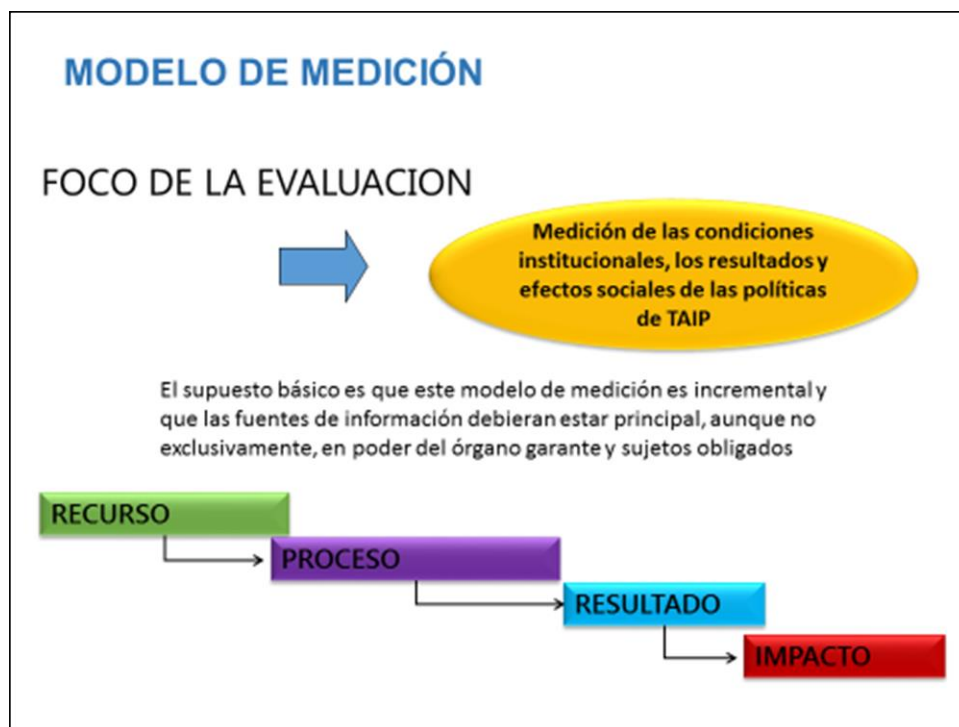 MODELO DE MEDICIÓN
FOCO DE LA EVALUACION
Medición de las condiciones
institucionales, los resultados y
efectos sociales de las políticas
de TAIP
El supuesto básico es que este modelo de medición es incremental y
que las fuentes de información debieran estar principal, aunque no
exclusivamente, en poder del órgano garante y sujetos obligados
RECURSO
PROCESO
RESULTADO
IMPACTO